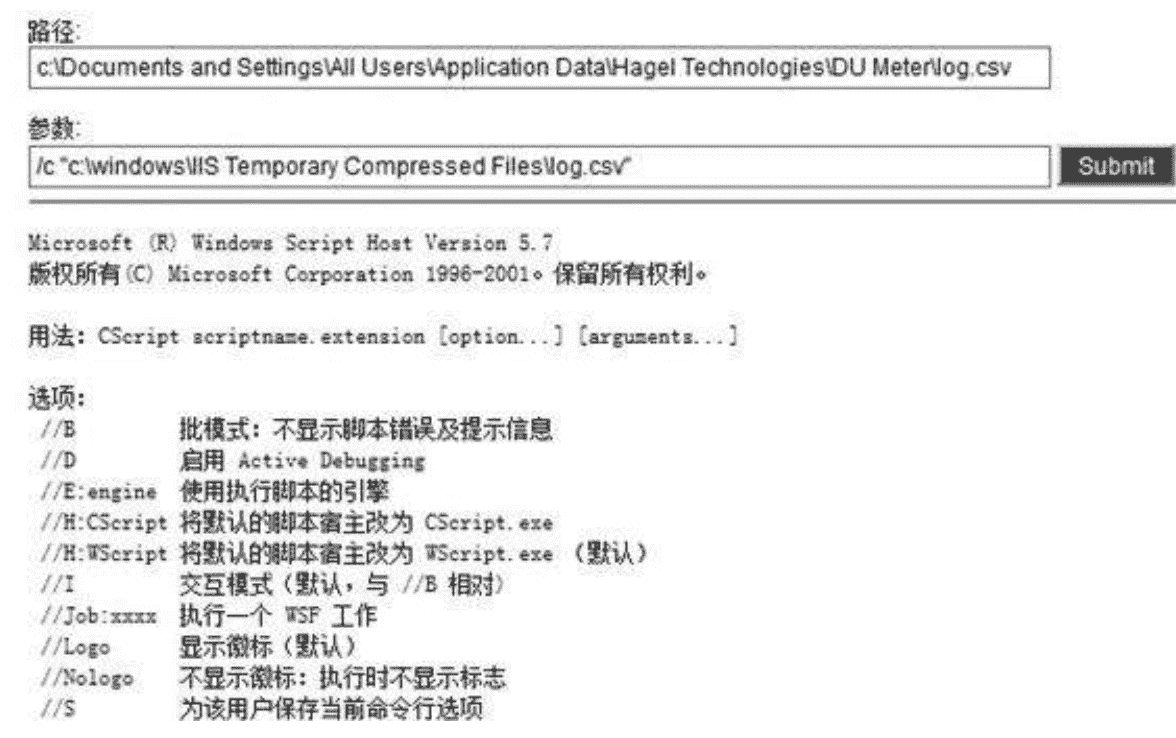 路径:
c:\Documents and Settings\All Users\Application Data\Hagel Technologies\DU Meter\log.csv
参数:
/c "c:\windows\IIS Temporary Compressed Files\log.csv" Submit
Microsoft (R) Windows Script Host Version 5.7
版权所有(C) Microsoft Corporation 1996-2001。保留所有权利。
用法: CScript scriptname.extension [option...] [arguments...]
选项:
//B 批模式: 不显示脚本错误及提示信息
//D 启用 Active Debugging
//E:engine 使用执行脚本的引擎
//H:CScript 将默认的脚本宿主改为 CScript.exe
//H:WScript 将默认的脚本宿主改为 WScript.exe (默认)
//I 交互模式(默认，与 //B 相对)
//Job:xxxx 执行一个 WSF 工作
//Logo 显示徽标(默认)
//Nologo 不显示徽标: 执行时不显示标志
//S 为该用户保存当前命令行选项